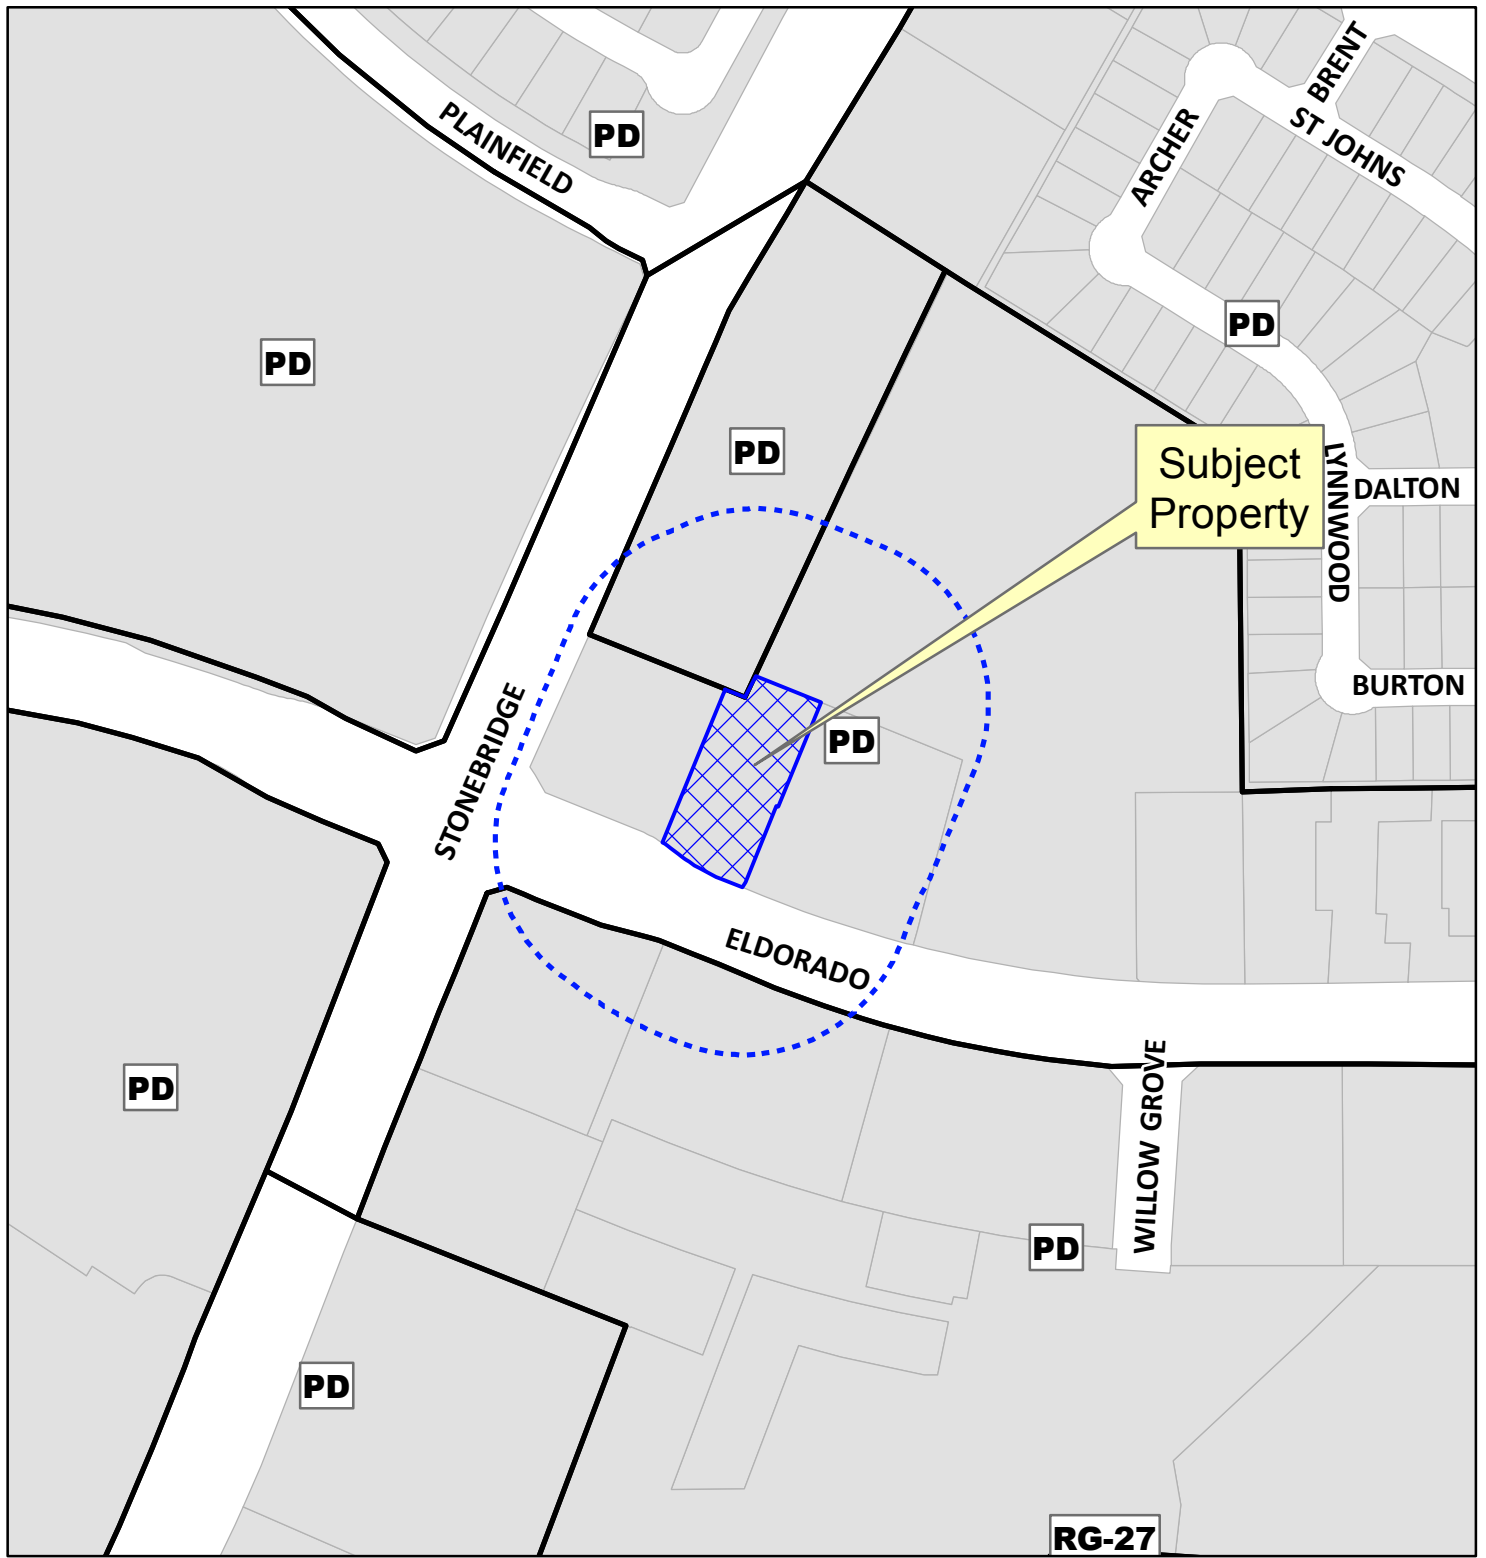 BRENT
PLAINFIELD
PD
ST JOHNS
ARCHER
PD
PD
PD
Subject
Property
LYNNWOOD
DALTON
BURTON
STONEBRIDGE
PD
ELDORADO
PD
WILLOW GROVE
PD
PD
RG-27